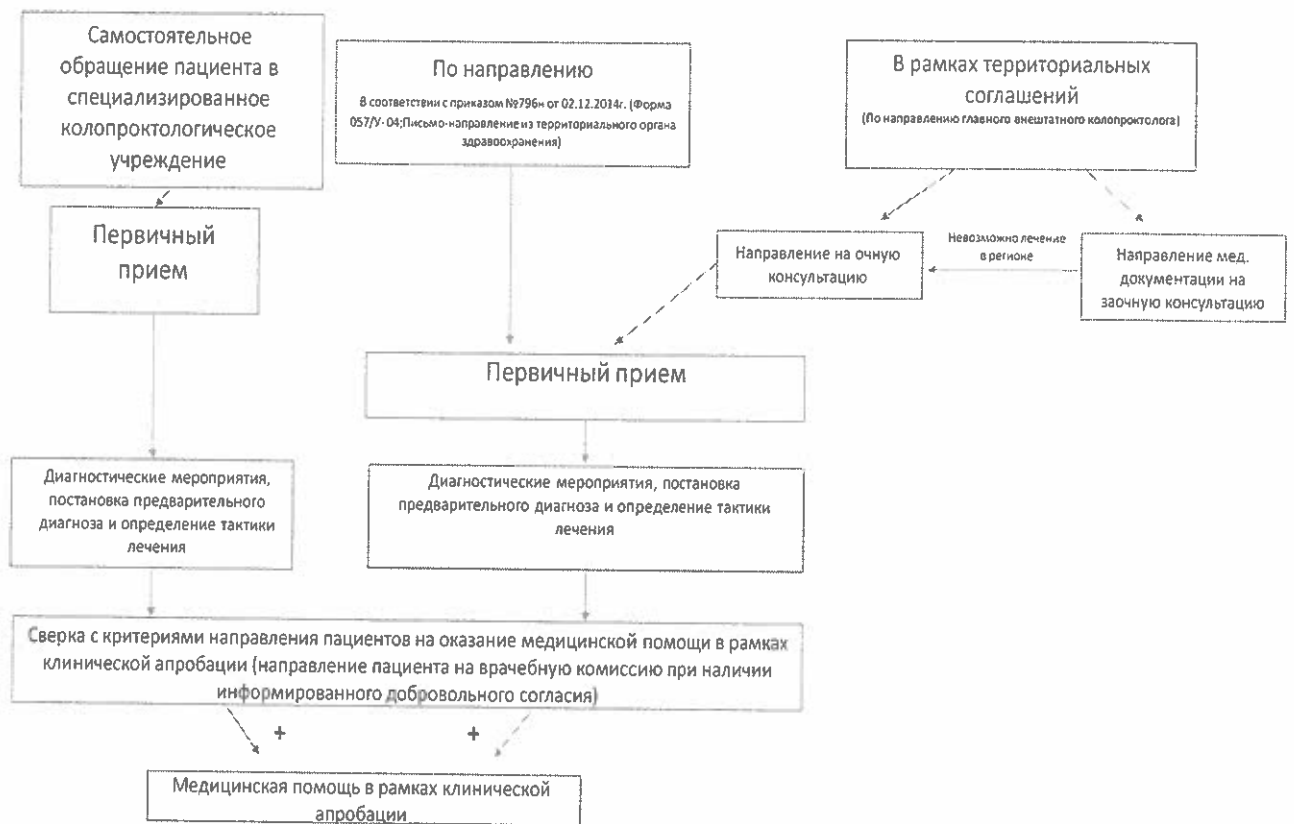 Самостоятельное
обращение пациента в
специализированное
колопроктологическое
учреждение
По направлению
В соответствии с приказом №796н от 02.12.2014г. (Форма
057/У- 04;Письмо-направление из территориального органа
здравоохранения)
В рамках территориальных
соглашений
(По направлению главного внештатного колопроктолога)
Первичный
прием
Направление на очную
консультацию
Невозможно лечение
в регионе
Направление мед.
документации на
заочную консультацию
Первичный прием
Диагностические мероприятия,
постановка предварительного
диагноза и определение тактики
лечения
Диагностические мероприятия, постановка
предварительного диагноза и определение тактики
лечения
Сверка с критериями направления пациентов на оказание медицинской помощи в рамках
клинической апробации (направление пациента на врачебную комиссию при наличии
информированного добровольного согласия)
+ +
Медицинская помощь в рамках клинической
апробации